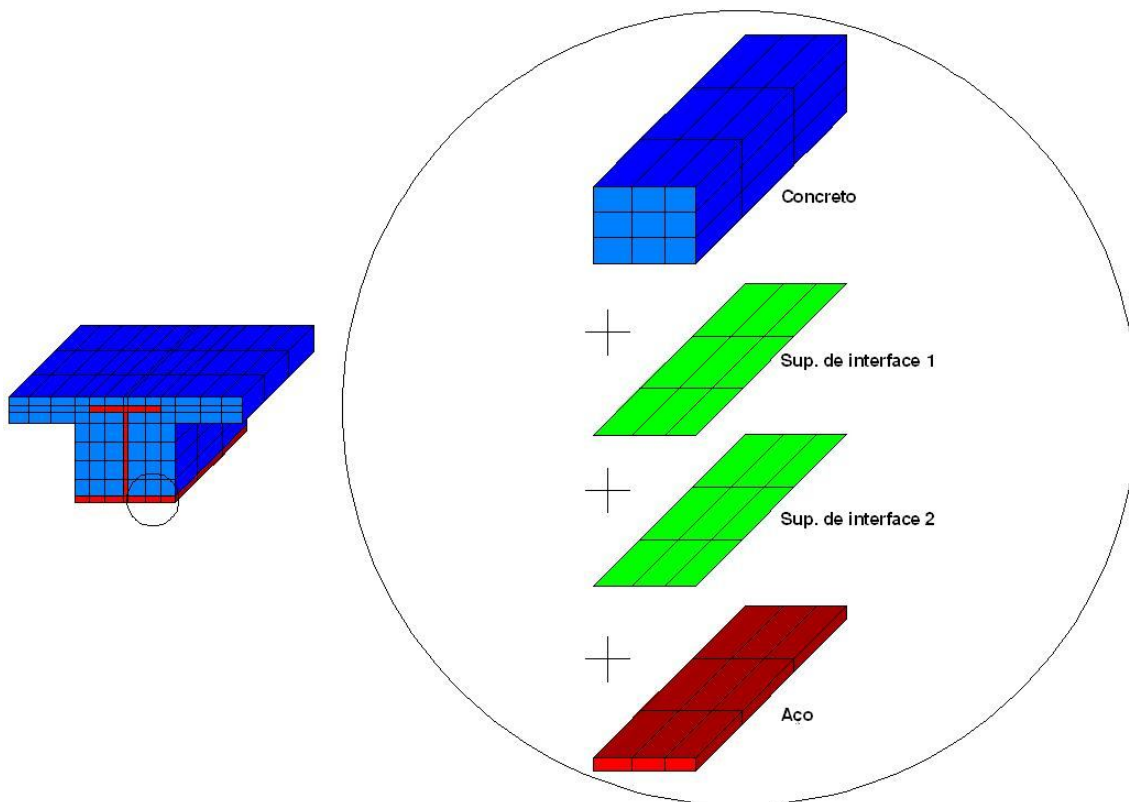 Concreto
Sup. de interface 1
Sup. de interface 2
Aço